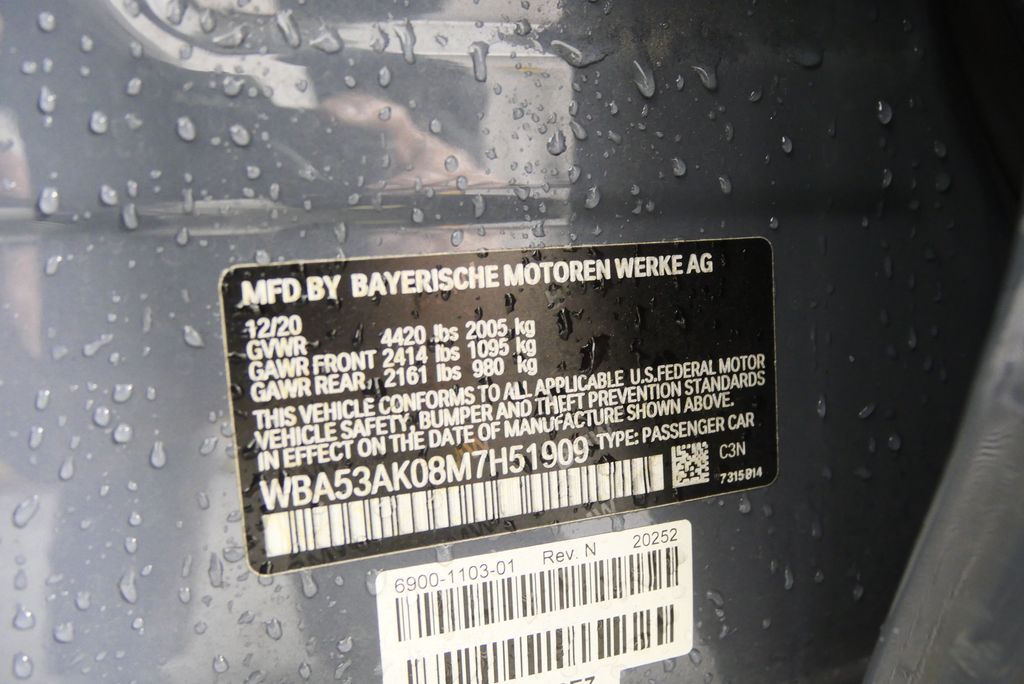 MFD BY BAYERISCHE MOTOREN WERKE AG
12/20
GVWR 4420 lbs 2005 kg
GAWR FRONT 2414 lbs 1095 kg
GAWR REAR 2161 lbs 980 kg
THIS VEHICLE CONFORMS TO ALL APPLICABLE U.S.FEDERAL MOTOR
VEHICLE SAFETY, BUMPER AND THEFT PREVENTION STANDARDS
IN EFFECT ON THE DATE OF MANUFACTURE SHOWN ABOVE.
WBA53AK08M7H51909 TYPE: PASSENGER CAR
C3N
7315814
6900-1103-01 Rev. N 20252